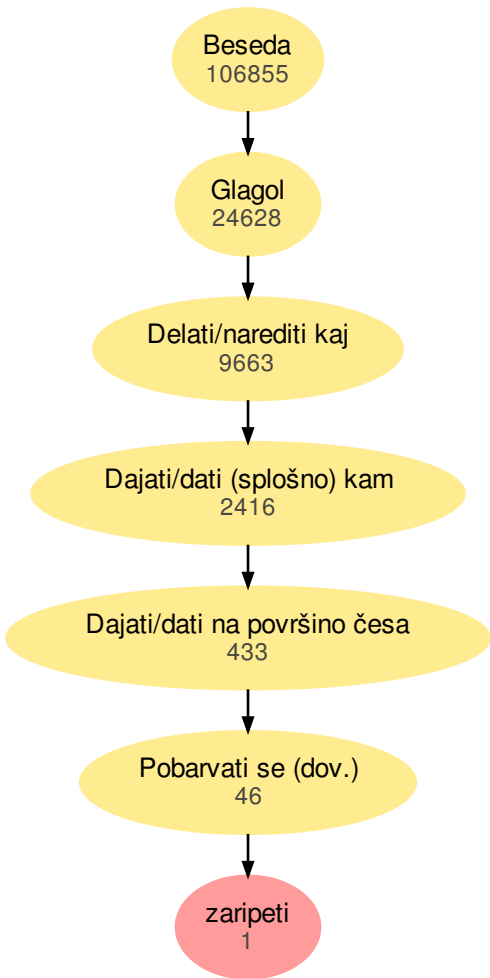 Beseda
106855
Glagol
24628
Delati/narediti kaj
9663
Dajati/dati (splošno) kam
2416
Dajati/dati na površino česa
433
Pobarvati se (dov.)
46
zaripeti
1